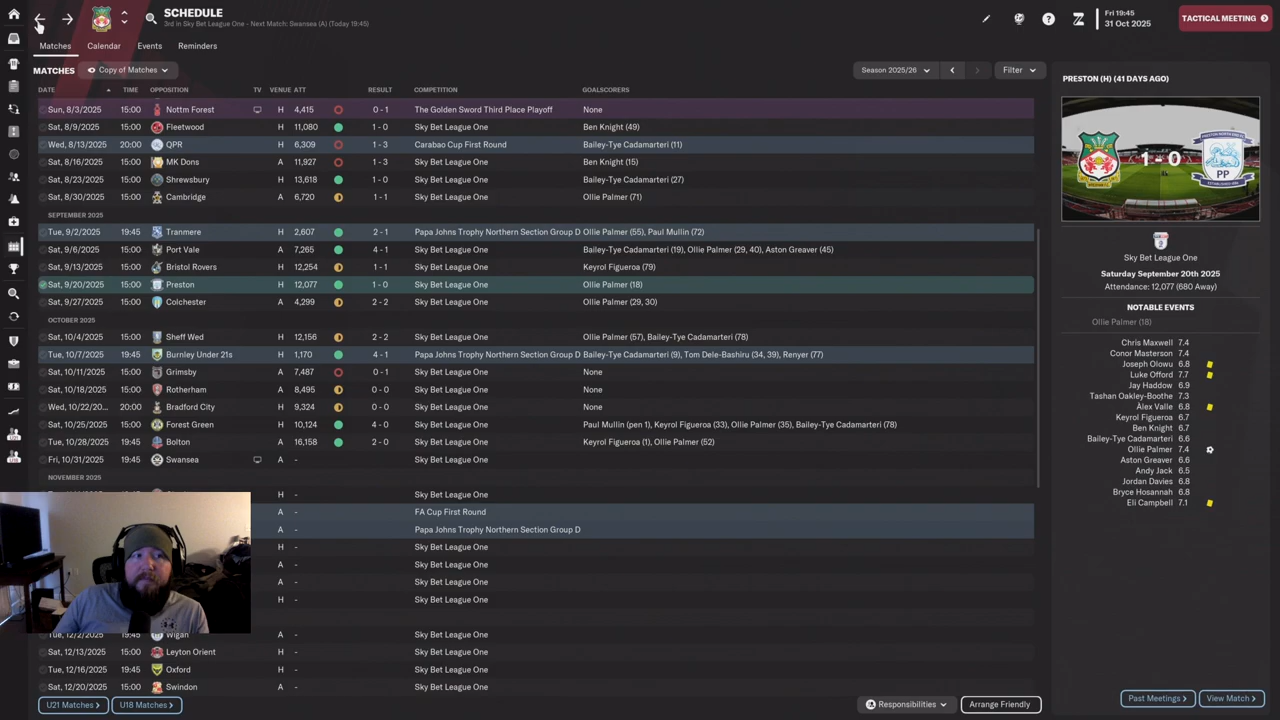 SCHEDULE
3rd in Sky Bet League One - Next Match: Swansea (A) (Today 19:45)
Fri 19:45
31 Oct 2025
TACTICAL MEETING
Matches Calendar Events Reminders
MATCHES Copy of Matches Season 2025/26 Filter
DATE TIME OPPOSITION TV VENUE ATT RESULT COMPETITION GOALSCORERS
Sun, 8/3/2025 15:00 Nottm Forest H 4,415 0 - 1 The Golden Sword Third Place Playoff None
Sat, 8/9/2025 15:00 Fleetwood H 11,080 1 - 0 Sky Bet League One Ben Knight (49)
Wed, 8/13/2025 20:00 QPR H 6,309 1 - 3 Carabao Cup First Round Bailey-Tye Cadamarteri (11)
Sat, 8/16/2025 15:00 MK Dons A 11,927 1 - 3 Sky Bet League One Ben Knight (15)
Sat, 8/23/2025 15:00 Shrewsbury H 13,618 1 - 0 Sky Bet League One Bailey-Tye Cadamarteri (27)
Sat, 8/30/2025 15:00 Cambridge A 6,720 1 - 1 Sky Bet League One Ollie Palmer (71)
SEPTEMBER 2025
Tue, 9/2/2025 19:45 Tranmere H 2,607 2 - 1 Papa Johns Trophy Northern Section Group D Ollie Palmer (55), Paul Mullin (72)
Sat, 9/6/2025 15:00 Port Vale A 7,265 4 - 1 Sky Bet League One Bailey-Tye Cadamarteri (19), Ollie Palmer (29, 40), Aston Greaver (45)
Sat, 9/13/2025 15:00 Bristol Rovers H 12,254 1 - 1 Sky Bet League One Keyrol Figueroa (79)
Sat, 9/20/2025 15:00 Preston H 12,077 1 - 0 Sky Bet League One Ollie Palmer (18)
Sat, 9/27/2025 15:00 Colchester A 4,299 2 - 2 Sky Bet League One Ollie Palmer (29, 30)
OCTOBER 2025
Sat, 10/4/2025 15:00 Sheff Wed H 12,156 2 - 2 Sky Bet League One Ollie Palmer (57), Bailey-Tye Cadamarteri (78)
Tue, 10/7/2025 19:45 Burnley Under 21s H 1,170 4 - 1 Papa Johns Trophy Northern Section Group D Bailey-Tye Cadamarteri (9), Tom Dele-Bashiru (34, 39), Renyer (77)
Sat, 10/11/2025 15:00 Grimsby A 7,487 0 - 1 Sky Bet League One None
Sat, 10/18/2025 15:00 Rotherham A 8,495 0 - 0 Sky Bet League One None
Wed, 10/22/20... 20:00 Bradford City H 9,324 0 - 0 Sky Bet League One None
Sat, 10/25/2025 15:00 Forest Green H 10,124 4 - 0 Sky Bet League One Paul Mullin (pen 1), Keyrol Figueroa (33), Ollie Palmer (35), Bailey-Tye Cadamarteri (78)
Tue, 10/28/2025 19:45 Bolton A 16,158 2 - 0 Sky Bet League One Keyrol Figueroa (1), Ollie Palmer (52)
Fri, 10/31/2025 19:45 Swansea A - Sky Bet League One
NOVEMBER 2025
H - Sky Bet League One
A - FA Cup First Round
A - Papa Johns Trophy Northern Section Group D
H - Sky Bet League One
A - Sky Bet League One
A - Sky Bet League One
H - Sky Bet League One
Tue, 12/2/2025 19:45 Wigan A - Sky Bet League One
Sat, 12/13/2025 15:00 Leyton Orient H - Sky Bet League One
Tue, 12/16/2025 19:45 Oxford H - Sky Bet League One
Sat, 12/20/2025 15:00 Swindon A - Sky Bet League One
U21 Matches U18 Matches Responsibilities Arrange Friendly
PRESTON (H) (41 DAYS AGO)
1 - 0
PP
Sky Bet League One
Saturday September 20th 2025
Attendance: 12,077 (680 Away)
NOTABLE EVENTS
Ollie Palmer (18)
Chris Maxwell 7.4
Conor Masterson 7.4
Joseph Olowu 6.8
Luke Offord 7.7
Jay Haddow 6.9
Tashan Oakley-Boothe 7.3
Àlex Valle 6.8
Keyrol Figueroa 6.7
Ben Knight 6.7
Bailey-Tye Cadamarteri 6.6
Ollie Palmer 7.4
Aston Greaver 6.6
Andy Jack 6.5
Jordan Davies 6.8
Bryce Hosannah 6.8
Eli Campbell 7.1
Past Meetings View Match